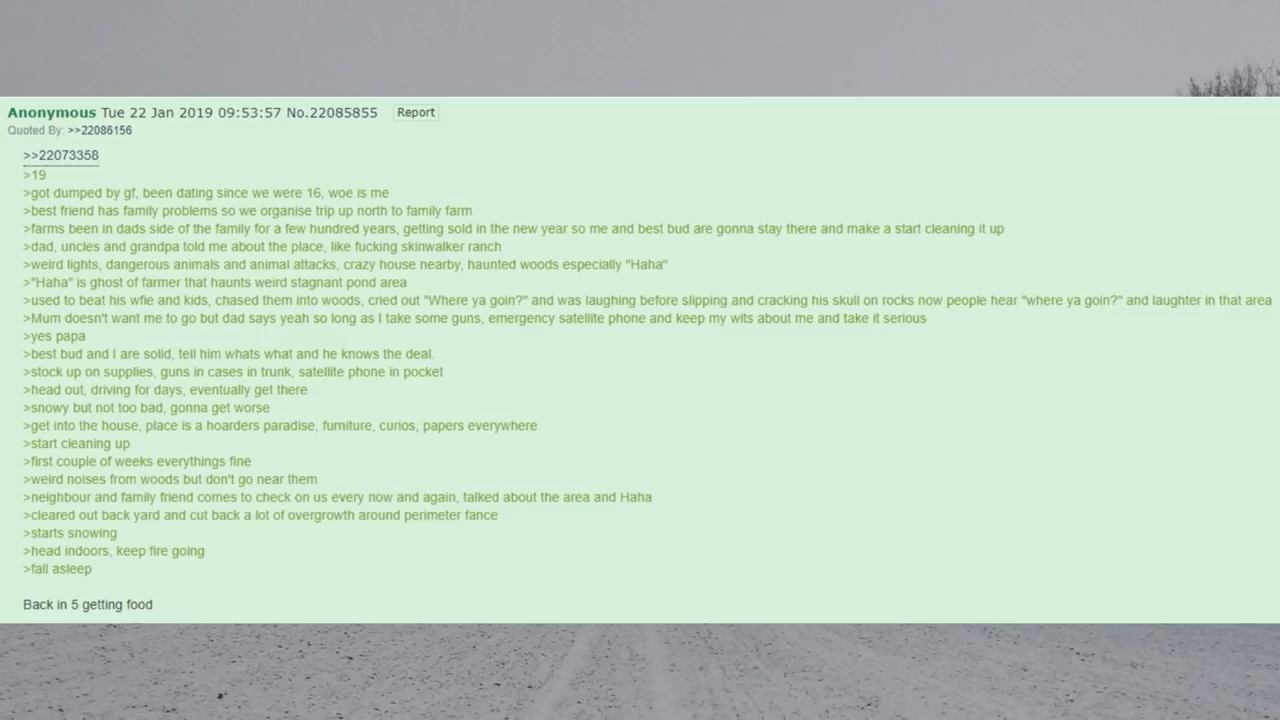 Anonymous Tue 22 Jan 2019 09:53:57 No.22085855 Report
Quoted By: >>22086156
>>22073358
>19
>got dumped by gf, been dating since we were 16, woe is me
>best friend has family problems so we organise trip up north to family farm
>farms been in dads side of the family for a few hundred years, getting sold in the new year so me and best bud are gonna stay there and make a start cleaning it up
>dad, uncles and grandpa told me about the place, like fucking skinwalker ranch
>weird lights, dangerous animals and animal attacks, crazy house nearby, haunted woods especially "Haha"
>"Haha" is ghost of farmer that haunts weird stagnant pond area
>used to beat his wfie and kids, chased them into woods, cried out "Where ya goin?" and was laughing before slipping and cracking his skull on rocks now people hear "where ya goin?" and laughter in that area
>Mum doesn't want me to go but dad says yeah so long as I take some guns, emergency satellite phone and keep my wits about me and take it serious
>yes papa
>best bud and I are solid, tell him whats what and he knows the deal.
>stock up on supplies, guns in cases in trunk, satellite phone in pocket
>head out, driving for days, eventually get there
>snowy but not too bad, gonna get worse
>get into the house, place is a hoarders paradise, furniture, curios, papers everywhere
>start cleaning up
>first couple of weeks everythings fine
>weird noises from woods but don't go near them
>neighbour and family friend comes to check on us every now and again, talked about the area and Haha
>cleared out back yard and cut back a lot of overgrowth around perimeter fance
>starts snowing
>head indoors, keep fire going
>fall asleep
Back in 5 getting food